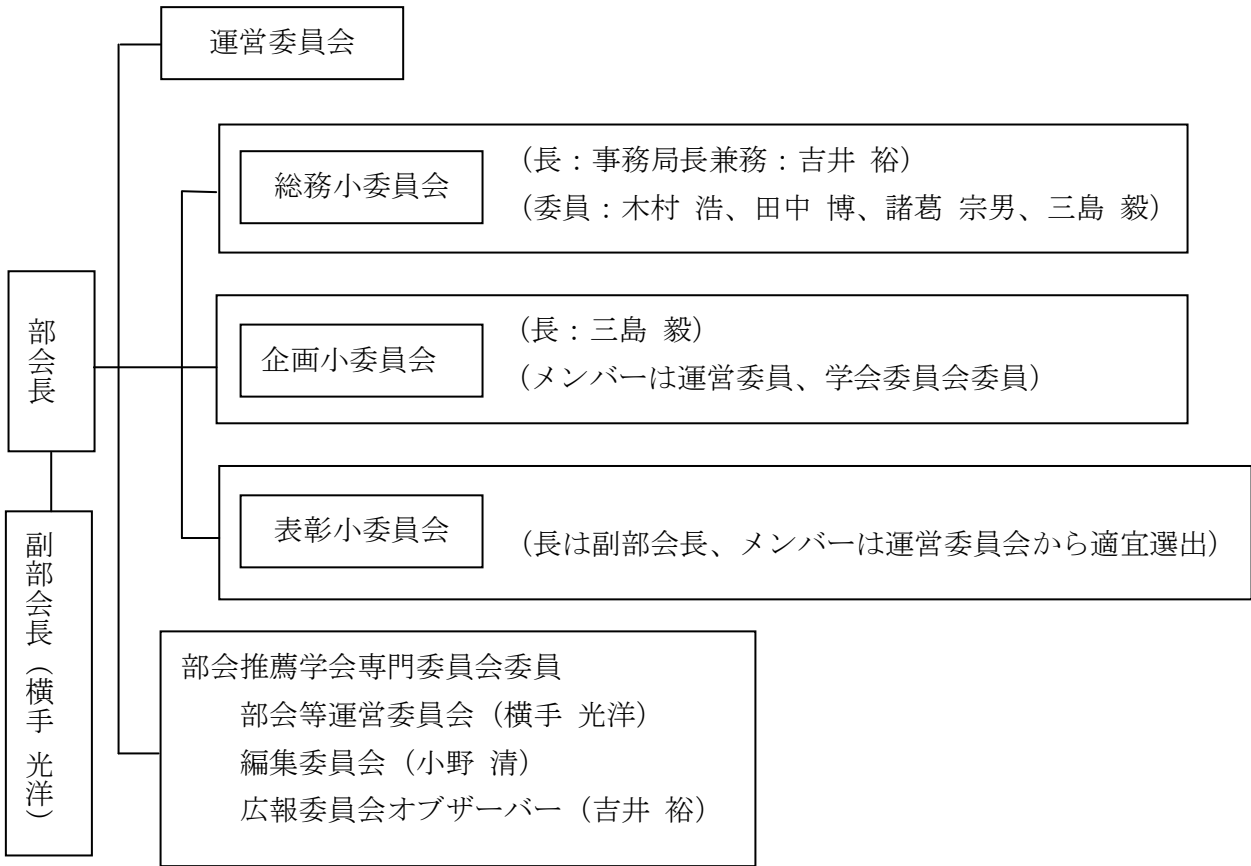 運営委員会
総務小委員会
(長：事務局長兼務：吉井 裕)
(委員：木村 浩、田中 博、諸葛 宗男、三島 毅)
部会長
企画小委員会
(長：三島 毅)
(メンバーは運営委員、学会委員会委員)
副部会長（横手 光洋）
表彰小委員会
(長は副部会長、メンバーは運営委員会から適宜選出)
部会推薦学会専門委員会委員
部会等運営委員会（横手 光洋）
編集委員会（小野 清）
広報委員会オブザーバー（吉井 裕）